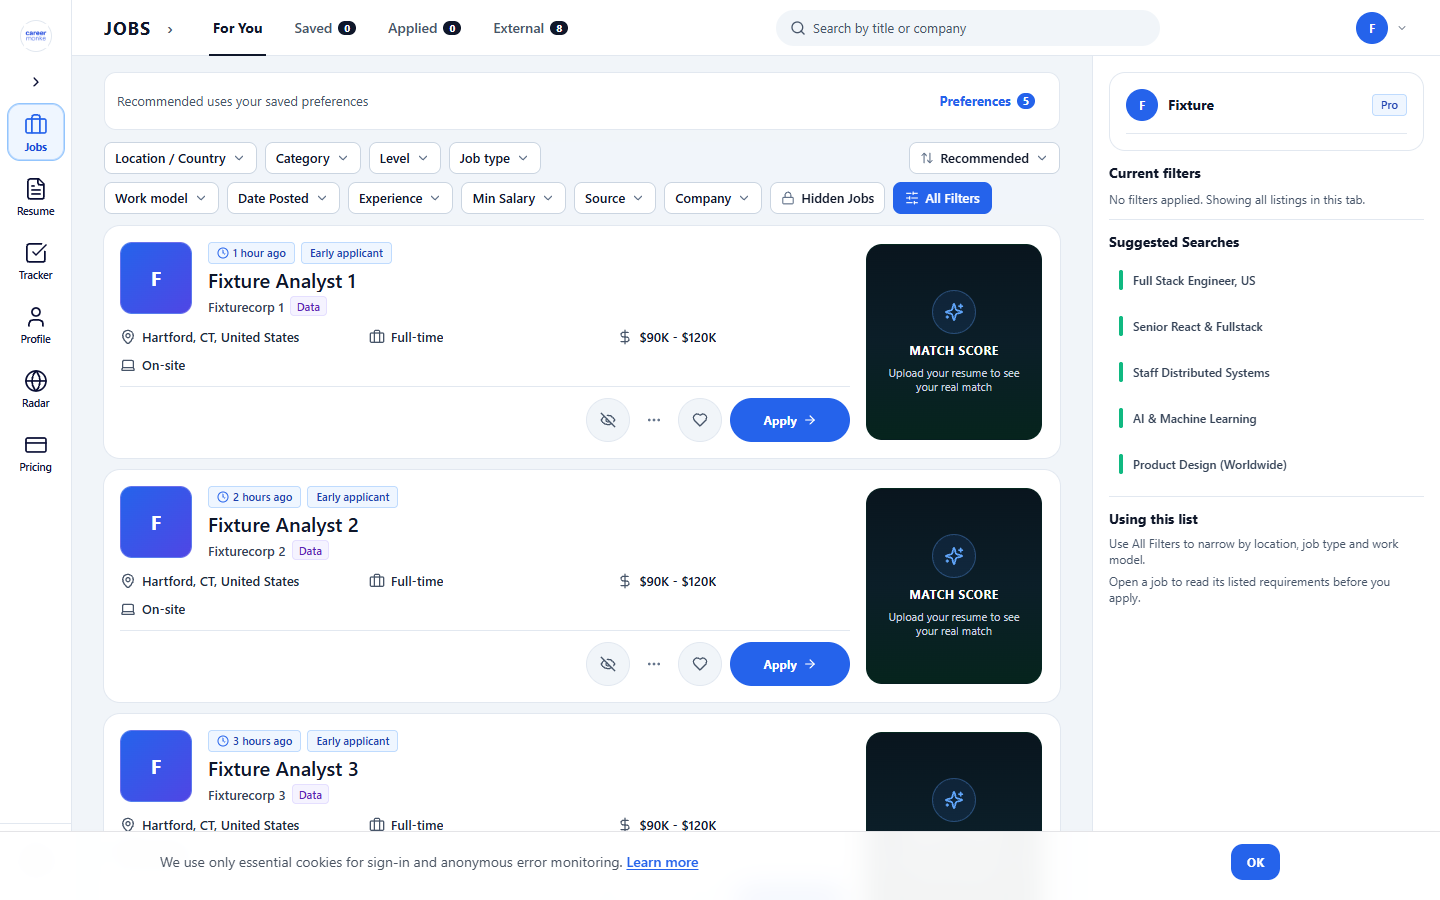 career
monke
JOBS
For You
Saved 0
Applied 0
External 8
Search by title or company
F
Jobs
Resume
Tracker
Profile
Radar
Pricing
Recommended uses your saved preferences
Preferences 5
Location / Country
Category
Level
Job type
Recommended
Work model
Date Posted
Experience
Min Salary
Source
Company
Hidden Jobs
All Filters
F
1 hour ago
Early applicant
Fixture Analyst 1
Fixturecorp 1 Data
Hartford, CT, United States
Full-time
$ $90K - $120K
On-site
Apply
MATCH SCORE
Upload your resume to see
your real match
F
2 hours ago
Early applicant
Fixture Analyst 2
Fixturecorp 2 Data
Hartford, CT, United States
Full-time
$ $90K - $120K
On-site
Apply
MATCH SCORE
Upload your resume to see
your real match
F
3 hours ago
Early applicant
Fixture Analyst 3
Fixturecorp 3 Data
Hartford, CT, United States
Full-time
$ $90K - $120K
F
Fixture
Pro
Current filters
No filters applied. Showing all listings in this tab.
Suggested Searches
Full Stack Engineer, US
Senior React & Fullstack
Staff Distributed Systems
AI & Machine Learning
Product Design (Worldwide)
Using this list
Use All Filters to narrow by location, job type and work
model.
Open a job to read its listed requirements before you
apply.
We use only essential cookies for sign-in and anonymous error monitoring. Learn more
OK